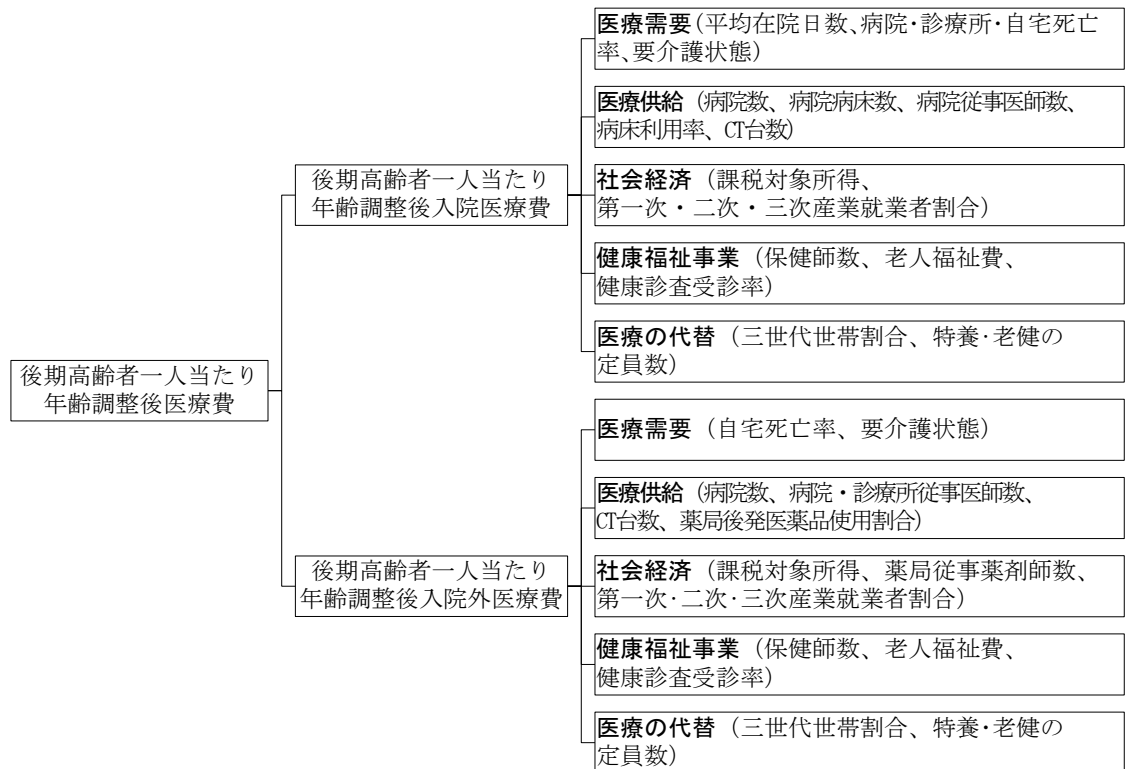 医療需要（平均在院日数、病院・診療所・自宅死亡
率、要介護状態）
医療供給（病院数、病院病床数、病院従事医師数、
病床利用率、CT台数）
後期高齢者一人当たり
年齢調整後入院医療費
社会経済（課税対象所得、
第一次・二次・三次産業就業者割合）
健康福祉事業（保健師数、老人福祉費、
健康診査受診率）
医療の代替（三世代世帯割合、特養・老健の
定員数）
後期高齢者一人当たり
年齢調整後医療費
医療需要（自宅死亡率、要介護状態）
医療供給（病院数、病院・診療所従事医師数、
CT台数、薬局後発医薬品使用割合）
後期高齢者一人当たり
年齢調整後入院外医療費
社会経済（課税対象所得、薬局従事薬剤師数、
第一次・二次・三次産業就業者割合）
健康福祉事業（保健師数、老人福祉費、
健康診査受診率）
医療の代替（三世代世帯割合、特養・老健の
定員数）